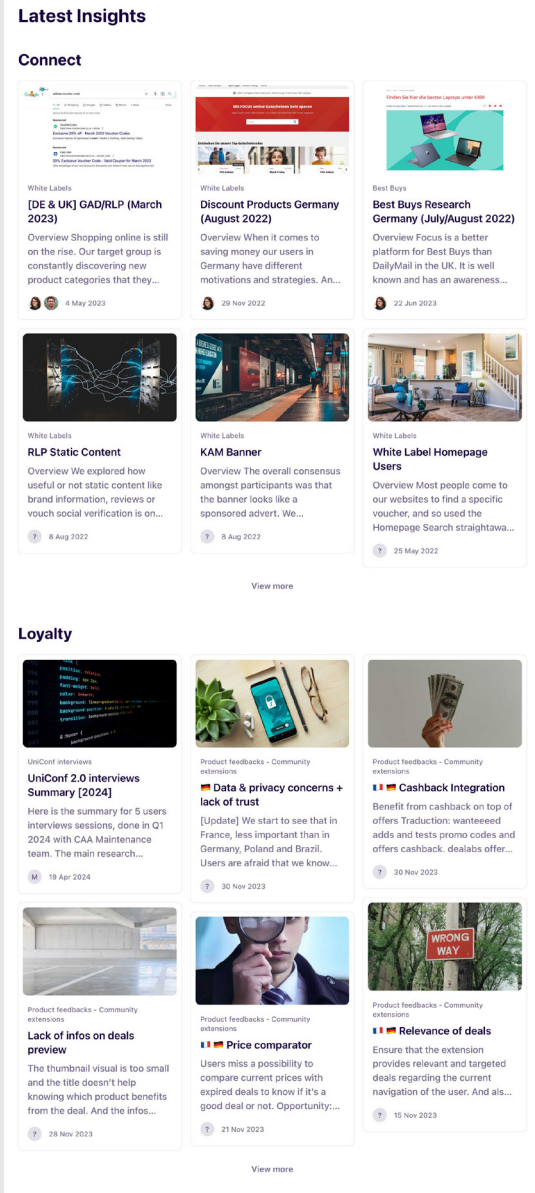 Latest Insights
Connect
White Labels
[DE & UK] GAD/RLP (March
2023)
Overview Shopping online is still
on the rise. Our target group is
constantly discovering new
product categories that they...
4 May 2023
White Labels
Discount Products Germany
(August 2022)
Overview When it comes to
saving money our users in
Germany have different
motivations and strategies. An...
29 Nov 2022
Finden Sie hier die besten Laptops unter €300
Best Buys
Best Buys Research
Germany (July/August 2022)
Overview Focus is a better
platform for Best Buys than
DailyMail in the UK. It is well
known and has an awareness...
22 Jun 2023
White Labels
RLP Static Content
Overview We explored how
useful or not static content like
brand information, reviews or
vouch social verification is on...
?
8 Aug 2022
White Labels
KAM Banner
Overview The overall consensus
amongst participants was that
the banner looks like a
sponsored advert. We...
?
8 Aug 2022
White Labels
White Label Homepage
Users
Overview Most people come to
our websites to find a specific
voucher, and so used the
Homepage Search straightawa...
?
25 May 2022
View more
Loyalty
UniConf interviews
UniConf 2.0 interviews
Summary [2024]
Here is the summary for 5 users
interviews sessions, done in Q1
2024 with CAA Maintenance
team. The main research...
M
19 Apr 2024
Product feedbacks - Community
extensions
Data & privacy concerns +
lack of trust
[Update] We start to see that in
France, less important than in
Germany, Poland and Brazil.
Users are afraid that we know...
?
30 Nov 2023
Product feedbacks - Community
extensions
Cashback Integration
Benefit from cashback on top of
offers Traduction: wanteeeed
adds and tests promo codes and
offers cashback. dealabs offer...
?
30 Nov 2023
Product feedbacks - Community
extensions
Lack of infos on deals
preview
The thumbnail visual is too small
and the title doesn't help
knowing which product benefits
from the deal. And the infos...
?
28 Nov 2023
Product feedbacks - Community
extensions
Price comparator
Users miss a possibility to
compare current prices with
expired deals to know if it's a
good deal or not. Opportunity:...
?
21 Nov 2023
WRONG
WAY
Product feedbacks - Community
extensions
Relevance of deals
Ensure that the extension
provides relevant and targeted
deals regarding the current
navigation of the user. And als...
?
15 Nov 2023
View more